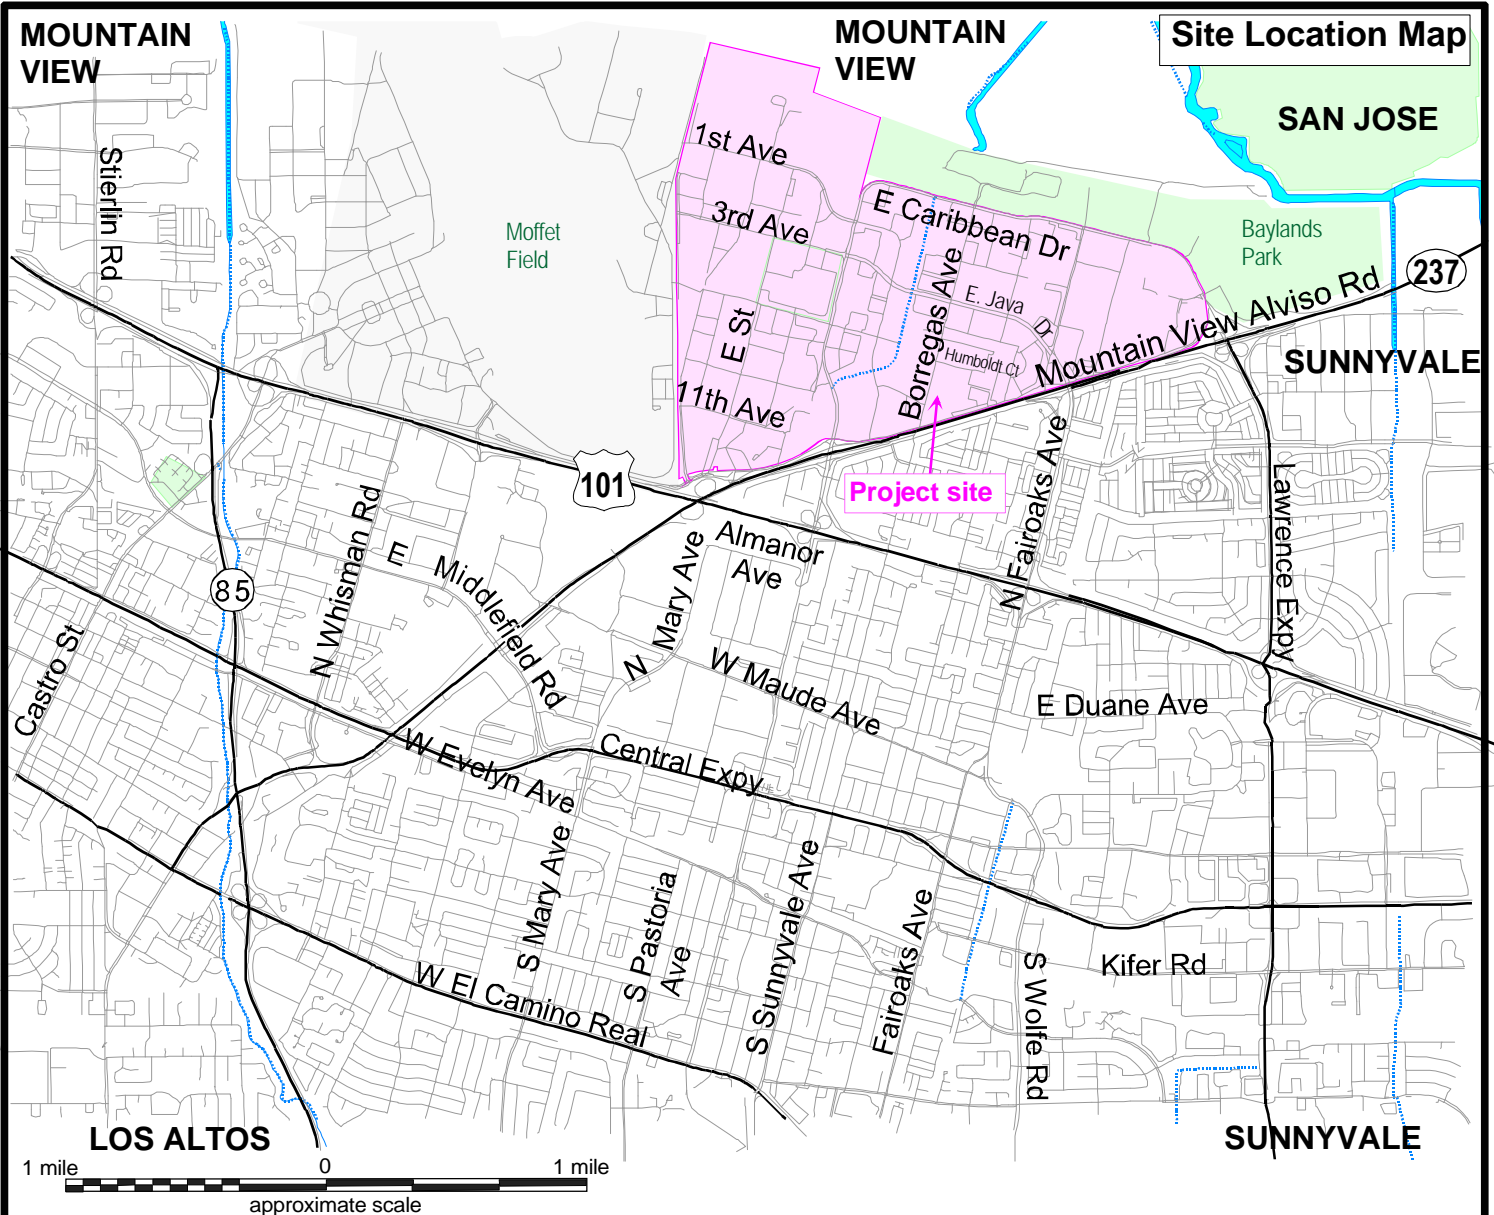 MOUNTAIN
VIEW
MOUNTAIN
VIEW
Site Location Map
SAN JOSE
Stierlin Rd
1st Ave
3rd Ave
E Caribbean Dr
Moffet
Field
Baylands
Park
237
E St
Borregas Ave
E. Java Dr
Humboldt Ct
Mountain View Alviso Rd
SUNNYVALE
11th Ave
101
Project site
N Fairoaks Ave
Lawrence Expy
N Whisman Rd
E Middlefield Rd
N Mary Ave
Almanor
Ave
85
Castro St
W Maude Ave
E Duane Ave
W Evelyn Ave
Central Expy
S Mary Ave
S Pastoria
Ave
S Sunnyvale Ave
Fairoaks Ave
S Wolfe Rd
Kifer Rd
W El Camino Real
LOS ALTOS
SUNNYVALE
1 mile
0
1 mile
approximate scale